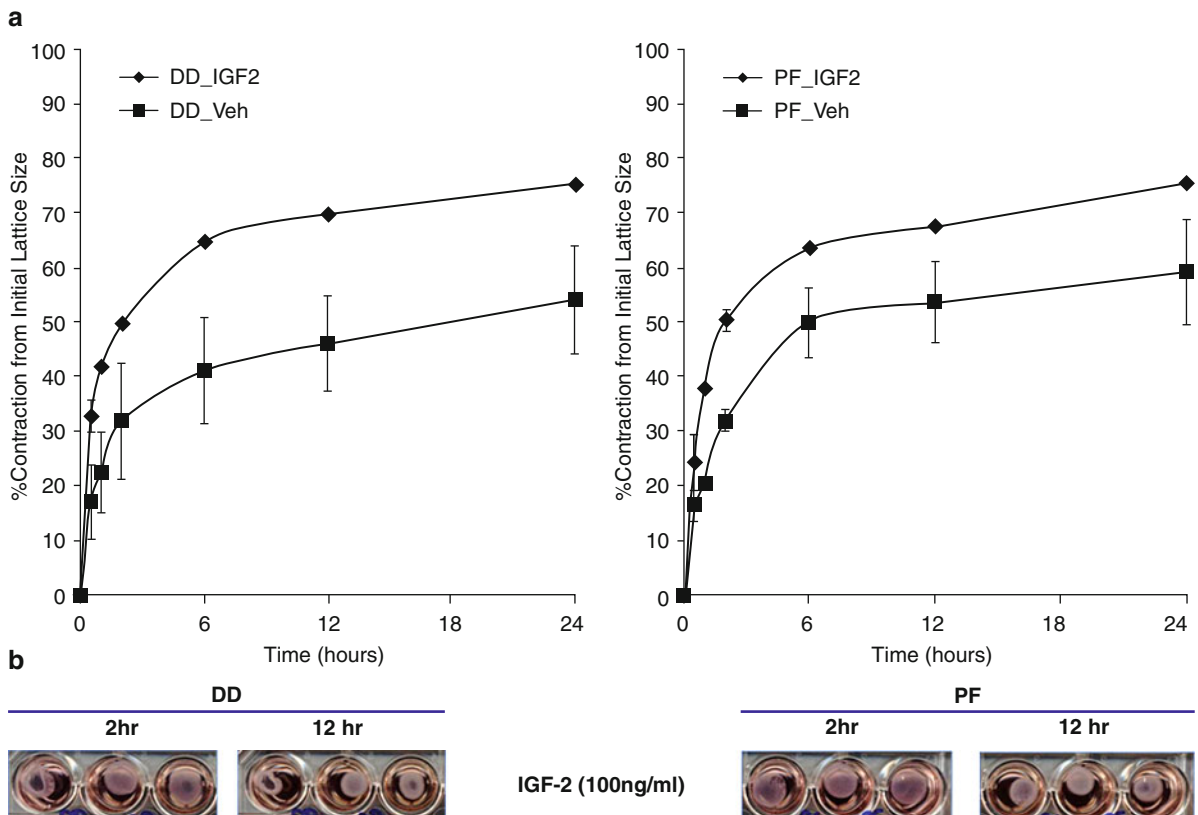 a
%Contraction from Initial Lattice Size
100
90
80
70
60
50
40
30
20
10
0
DD_IGF2
DD_Veh
0 6 12 18 24
Time (hours)
%Contraction from Initial Lattice Size
100
90
80
70
60
50
40
30
20
10
0
PF_IGF2
PF_Veh
0 6 12 18 24
Time (hours)
b
DD
2hr 12 hr
IGF-2 (100ng/ml)
PF
2hr 12 hr